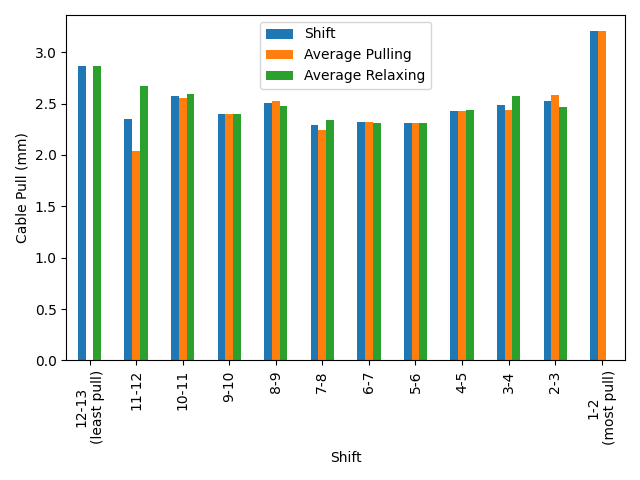 Shift
Average Pulling
Average Relaxing
Cable Pull (mm)
3.0
2.5
2.0
1.5
1.0
0.5
0.0
12-13
(least pull)
11-12
10-11
9-10
8-9
7-8
6-7
5-6
4-5
3-4
2-3
1-2
(most pull)
Shift